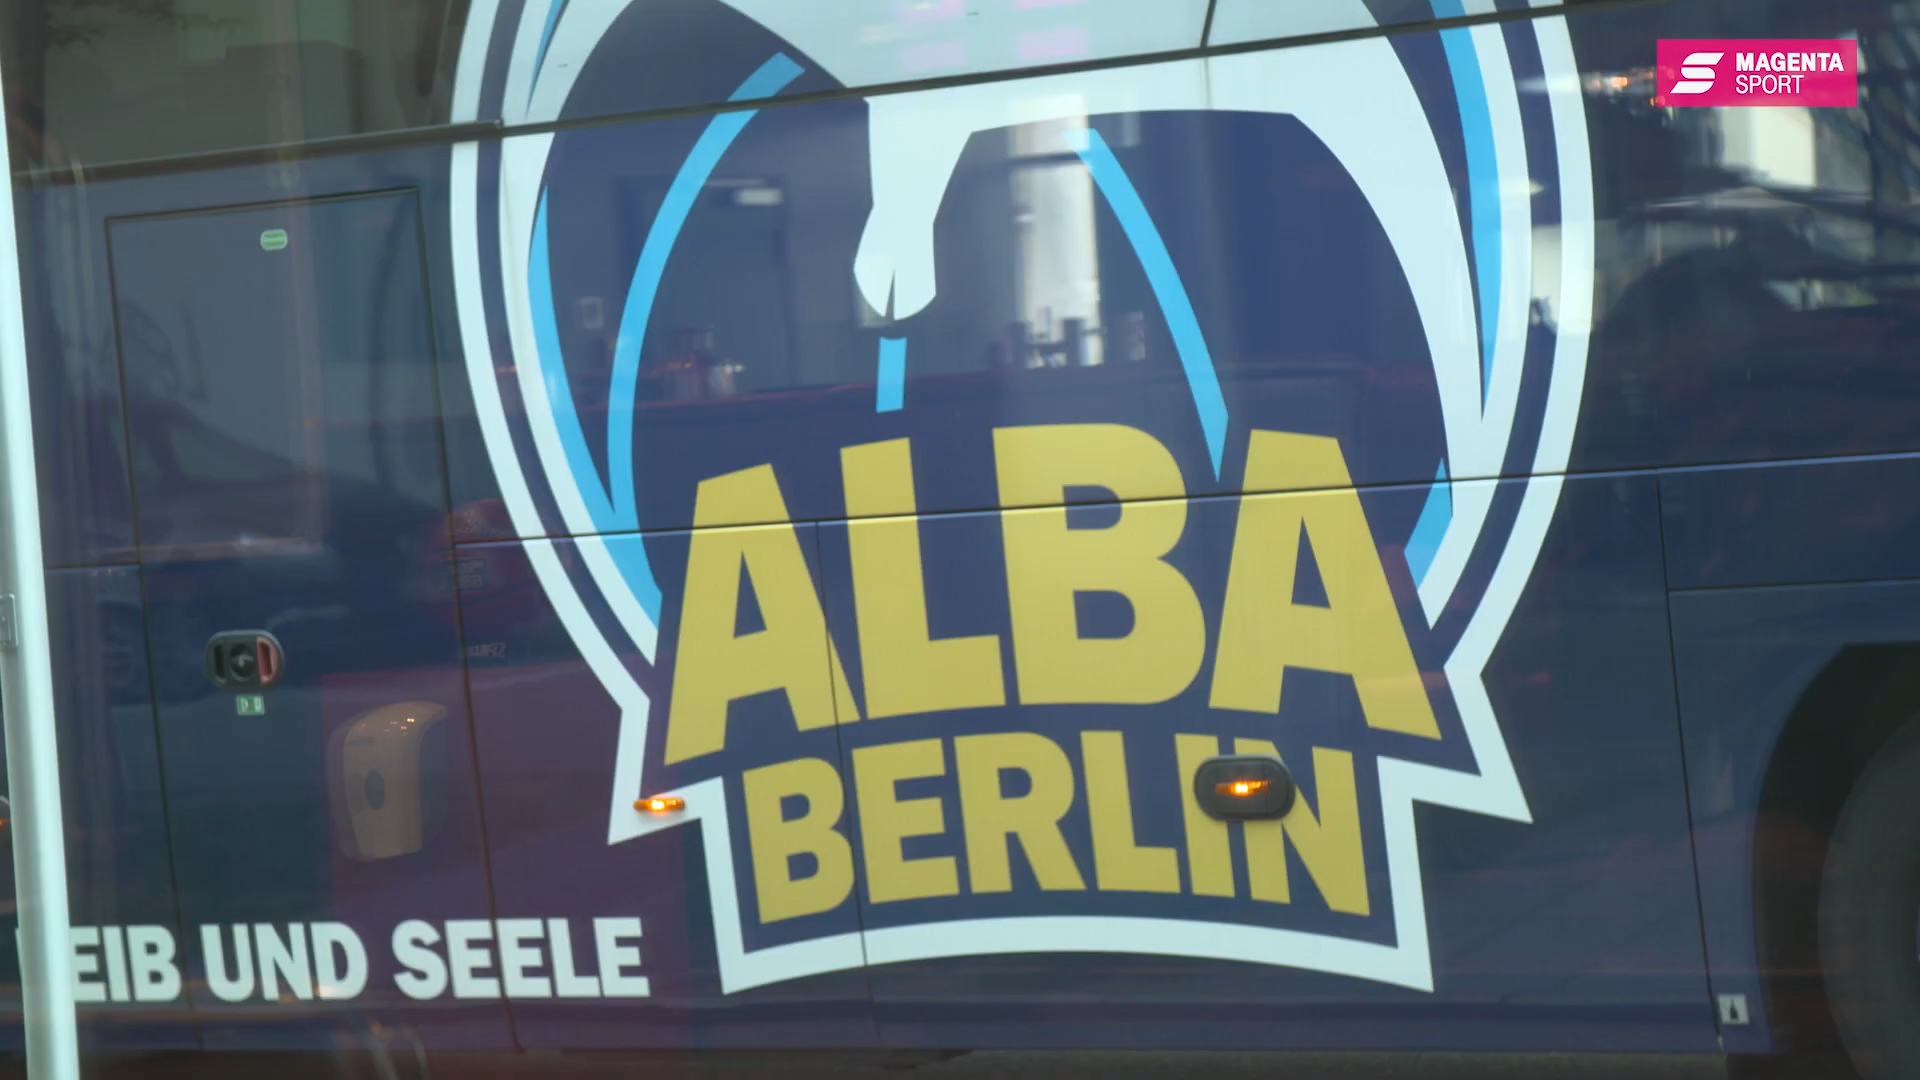 MAGENTA
SPORT
ALBA
BERLIN
EIB UND SEELE